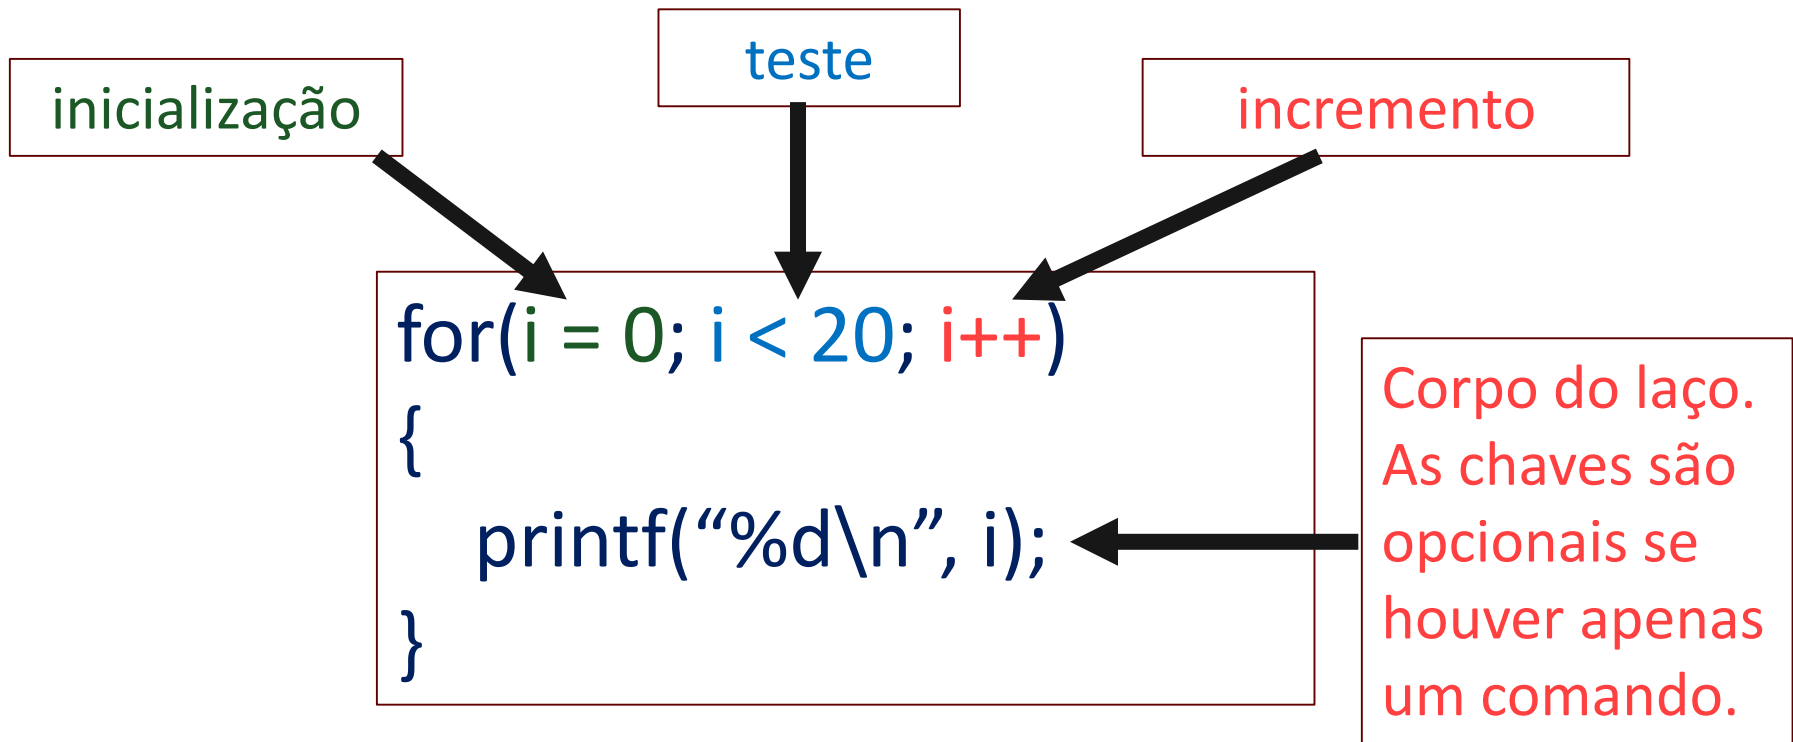 teste
inicialização
incremento
for(i = 0; i < 20; i++)
{
printf(“%d\n”, i);
}
Corpo do laço.
As chaves são
opcionais se
houver apenas
um comando.